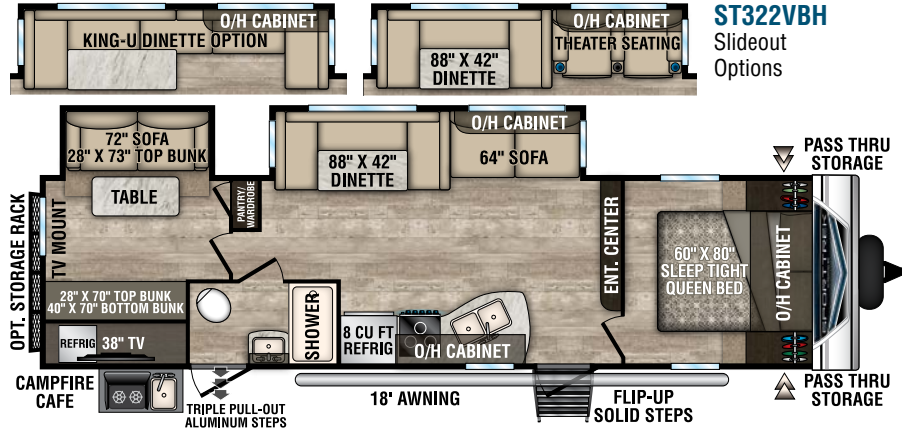 O/H CABINET
KING-U DINETTE OPTION
O/H CABINET
THEATER SEATING
88" X 42"
DINETTE
ST322VBH
Slideout
Options
72" SOFA
28" X 73" TOP BUNK
TABLE
O/H CABINET
88" X 42"
DINETTE
64" SOFA
PASS THRU
STORAGE
OPT. STORAGE RACK
TV MOUNT
PANTRY/
WARDROBE
ENT. CENTER
60" X 80"
SLEEP TIGHT
QUEEN BED
O/H CABINET
28" X 70" TOP BUNK
40" X 70" BOTTOM BUNK
REFRIG
38" TV
SHOWER
8 CU FT
REFRIG
O/H CABINET
CAMPFIRE
CAFE
TRIPLE PULL-OUT
ALUMINUM STEPS
18' AWNING
FLIP-UP
SOLID STEPS
PASS THRU
STORAGE